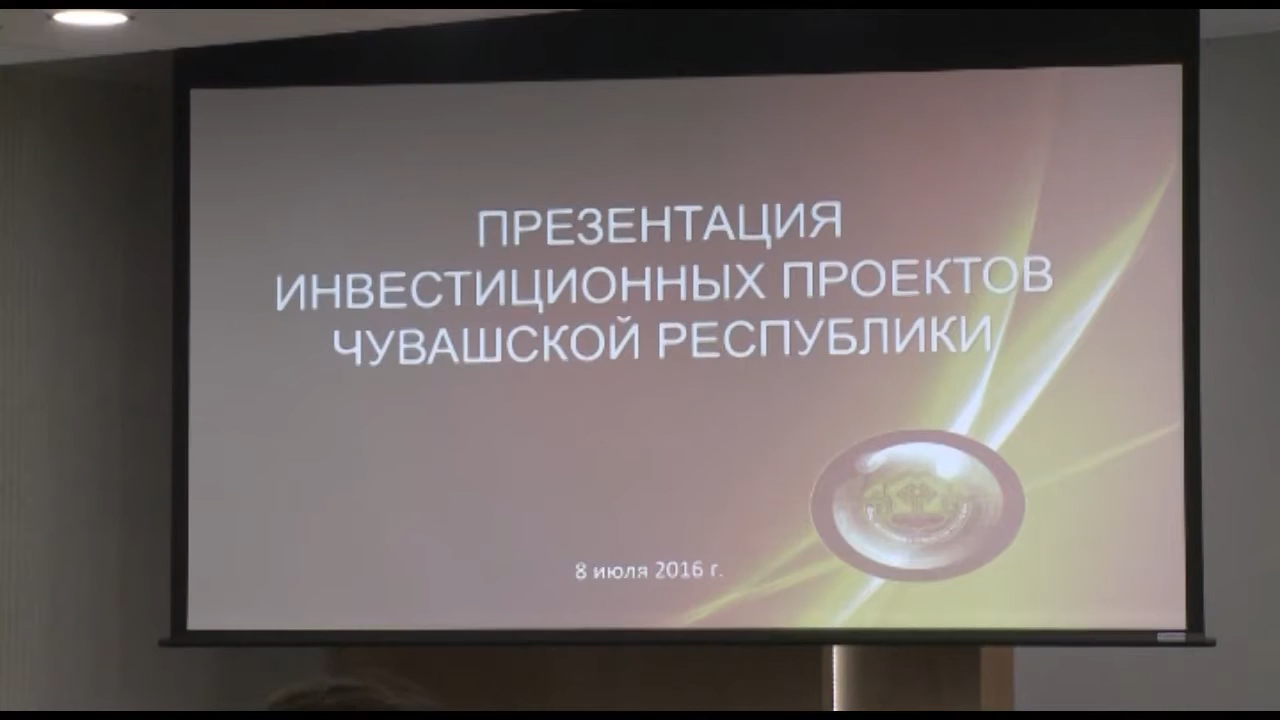 ПРЕЗЕНТАЦИЯ
ИНВЕСТИЦИОННЫХ ПРОЕКТОВ
ЧУВАШСКОЙ РЕСПУБЛИКИ
8 июля 2016 г.